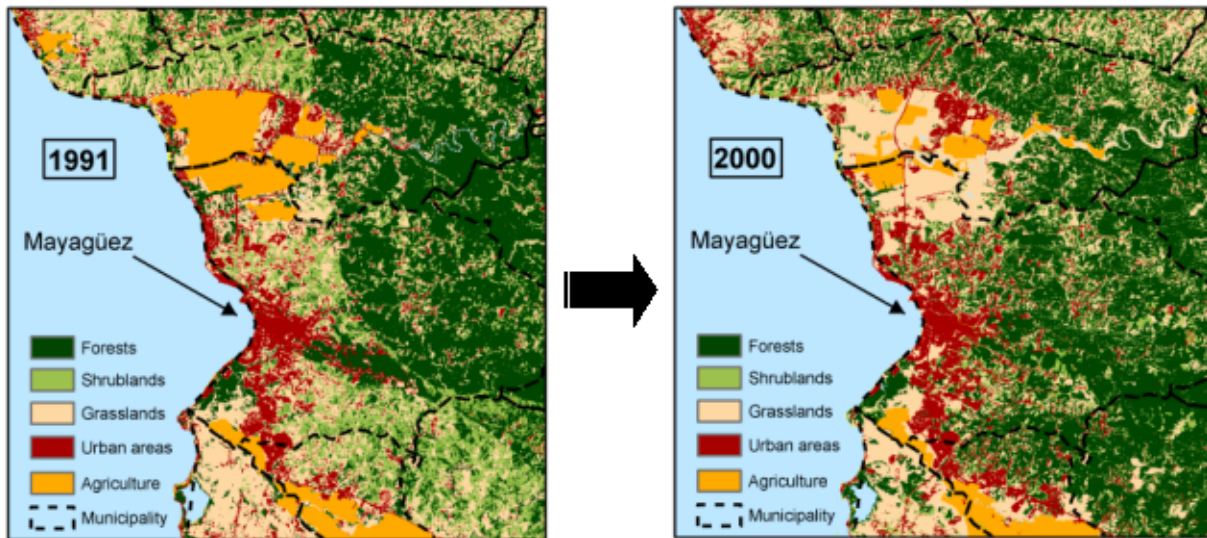 1991
Mayagüez
Forests
Shrublands
Grasslands
Urban areas
Agriculture
Municipality
2000
Mayagüez
Forests
Shrublands
Grasslands
Urban areas
Agriculture
Municipality